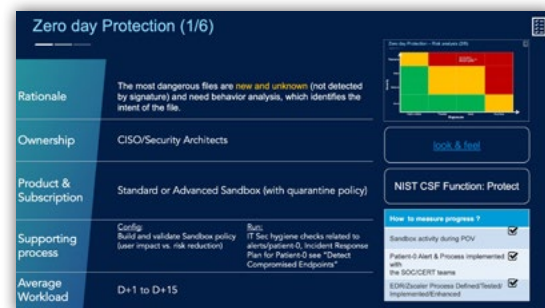 Zero day Protection (1/6)
Rationale
The most dangerous files are new and unknown (not detected
by signature) and need behavior analysis, which identifies the
intent of the file.
Ownership
CISO/Security Architects
Product &
Subscription
Standard or Advanced Sandbox (with quarantine policy)
Supporting
process
Config:
Build and validate Sandbox policy
(user impact vs. risk reduction)
Run:
IT Sec hygiene checks related to
alerts/patient-0, Incident Response
Plan for Patient-0 see "Detect
Compromised Endpoints"
Average
Workload
D+1 to D+15
Zero day Protection – Risk analysis
look & feel
NIST CSF Function: Protect
How to measure progress ?
Sandbox activity during POV
Patient-0 Alert & Process implemented
with
the SOC/CERT teams
EDR/Zscaler Process Defined/Tested/
Implemented/Enhanced